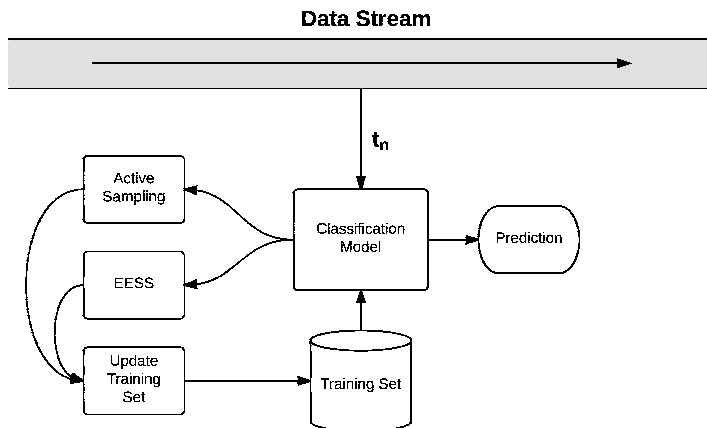 Data Stream
tn
Active
Sampling
Classification
Model
Prediction
EESS
Update
Training
Set
Training Set